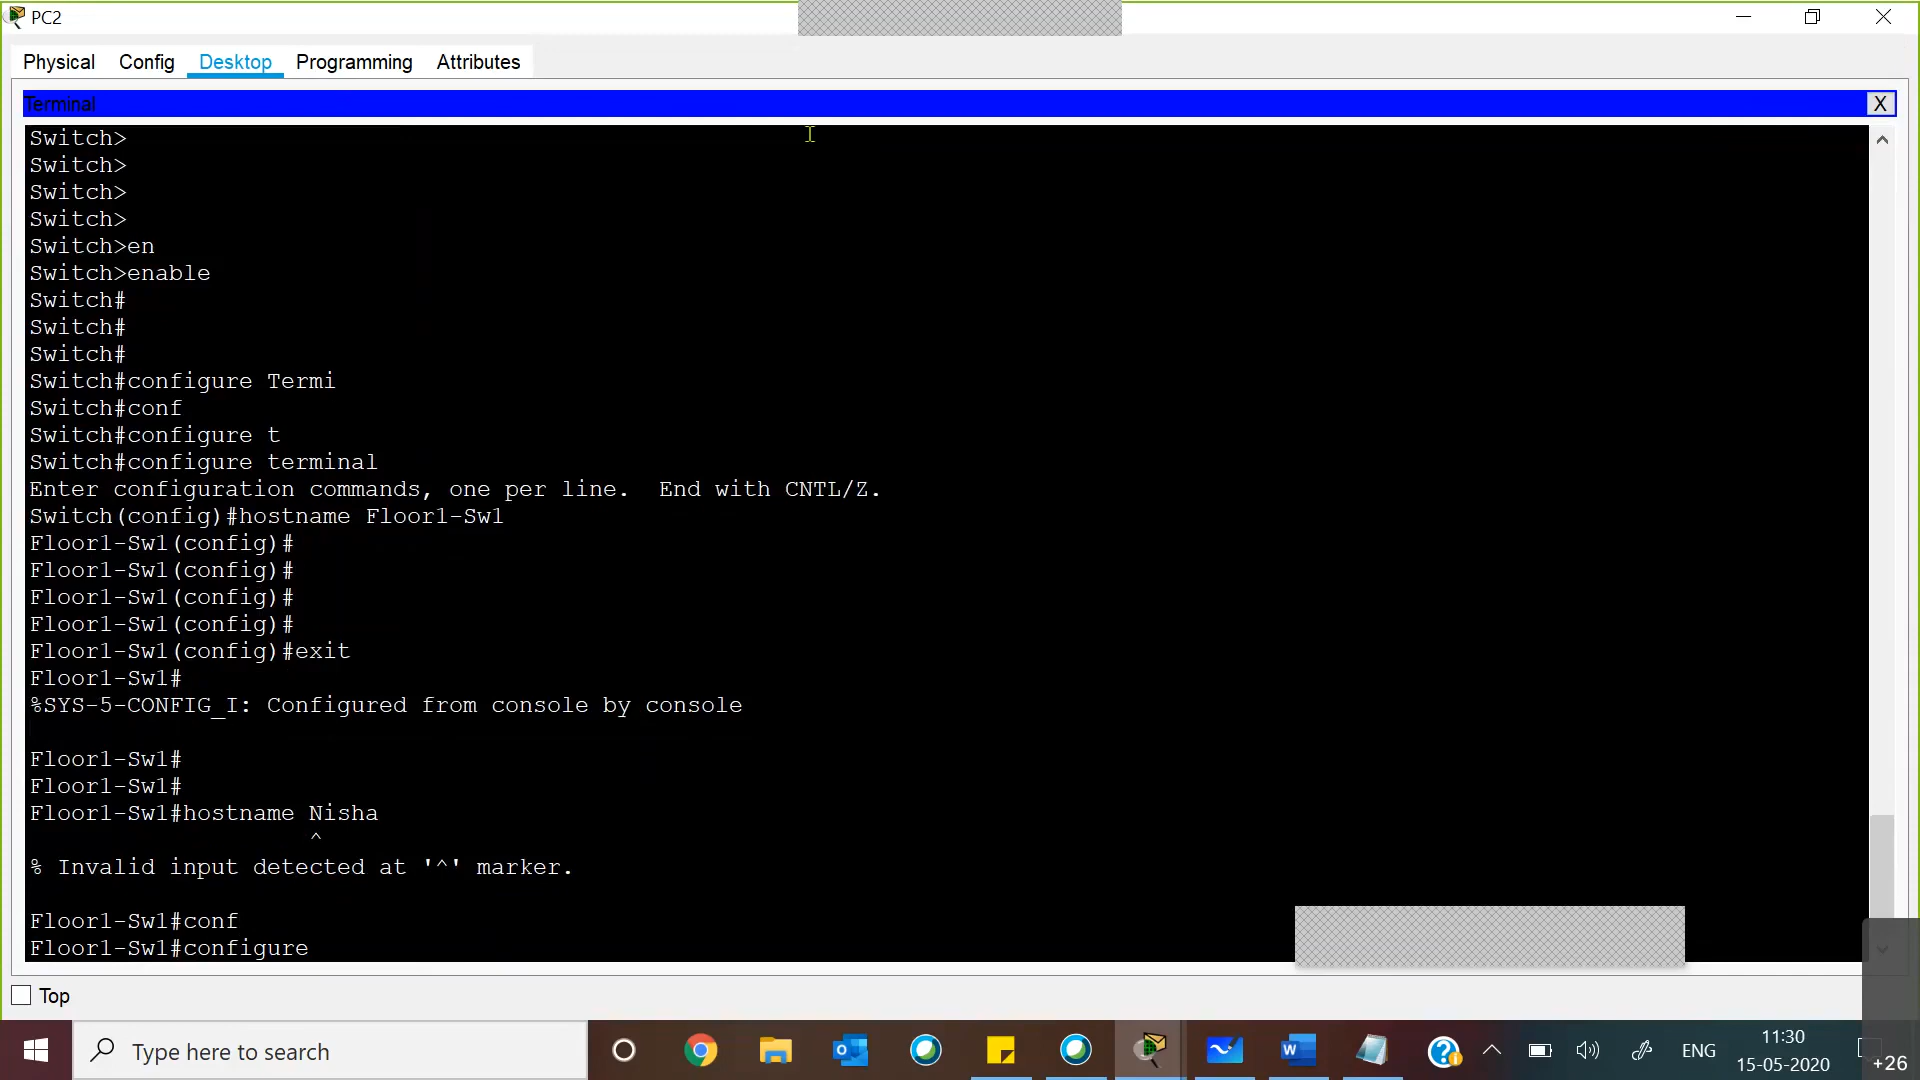 PC2
Physical Config Desktop Programming Attributes
Terminal X
Switch>
Switch>
Switch>
Switch>
Switch>en
Switch>enable
Switch#
Switch#
Switch#
Switch#configure Termi
Switch#conf
Switch#configure t
Switch#configure terminal
Enter configuration commands, one per line.  End with CNTL/Z.
Switch(config)#hostname Floor1-Sw1
Floor1-Sw1(config)#
Floor1-Sw1(config)#
Floor1-Sw1(config)#
Floor1-Sw1(config)#
Floor1-Sw1(config)#exit
Floor1-Sw1#
%SYS-5-CONFIG_I: Configured from console by console
Floor1-Sw1#
Floor1-Sw1#
Floor1-Sw1#hostname Nisha
^
% Invalid input detected at '^' marker.
Floor1-Sw1#conf
Floor1-Sw1#configure
Top
Type here to search
ENG
11:30
15-05-2020
+26